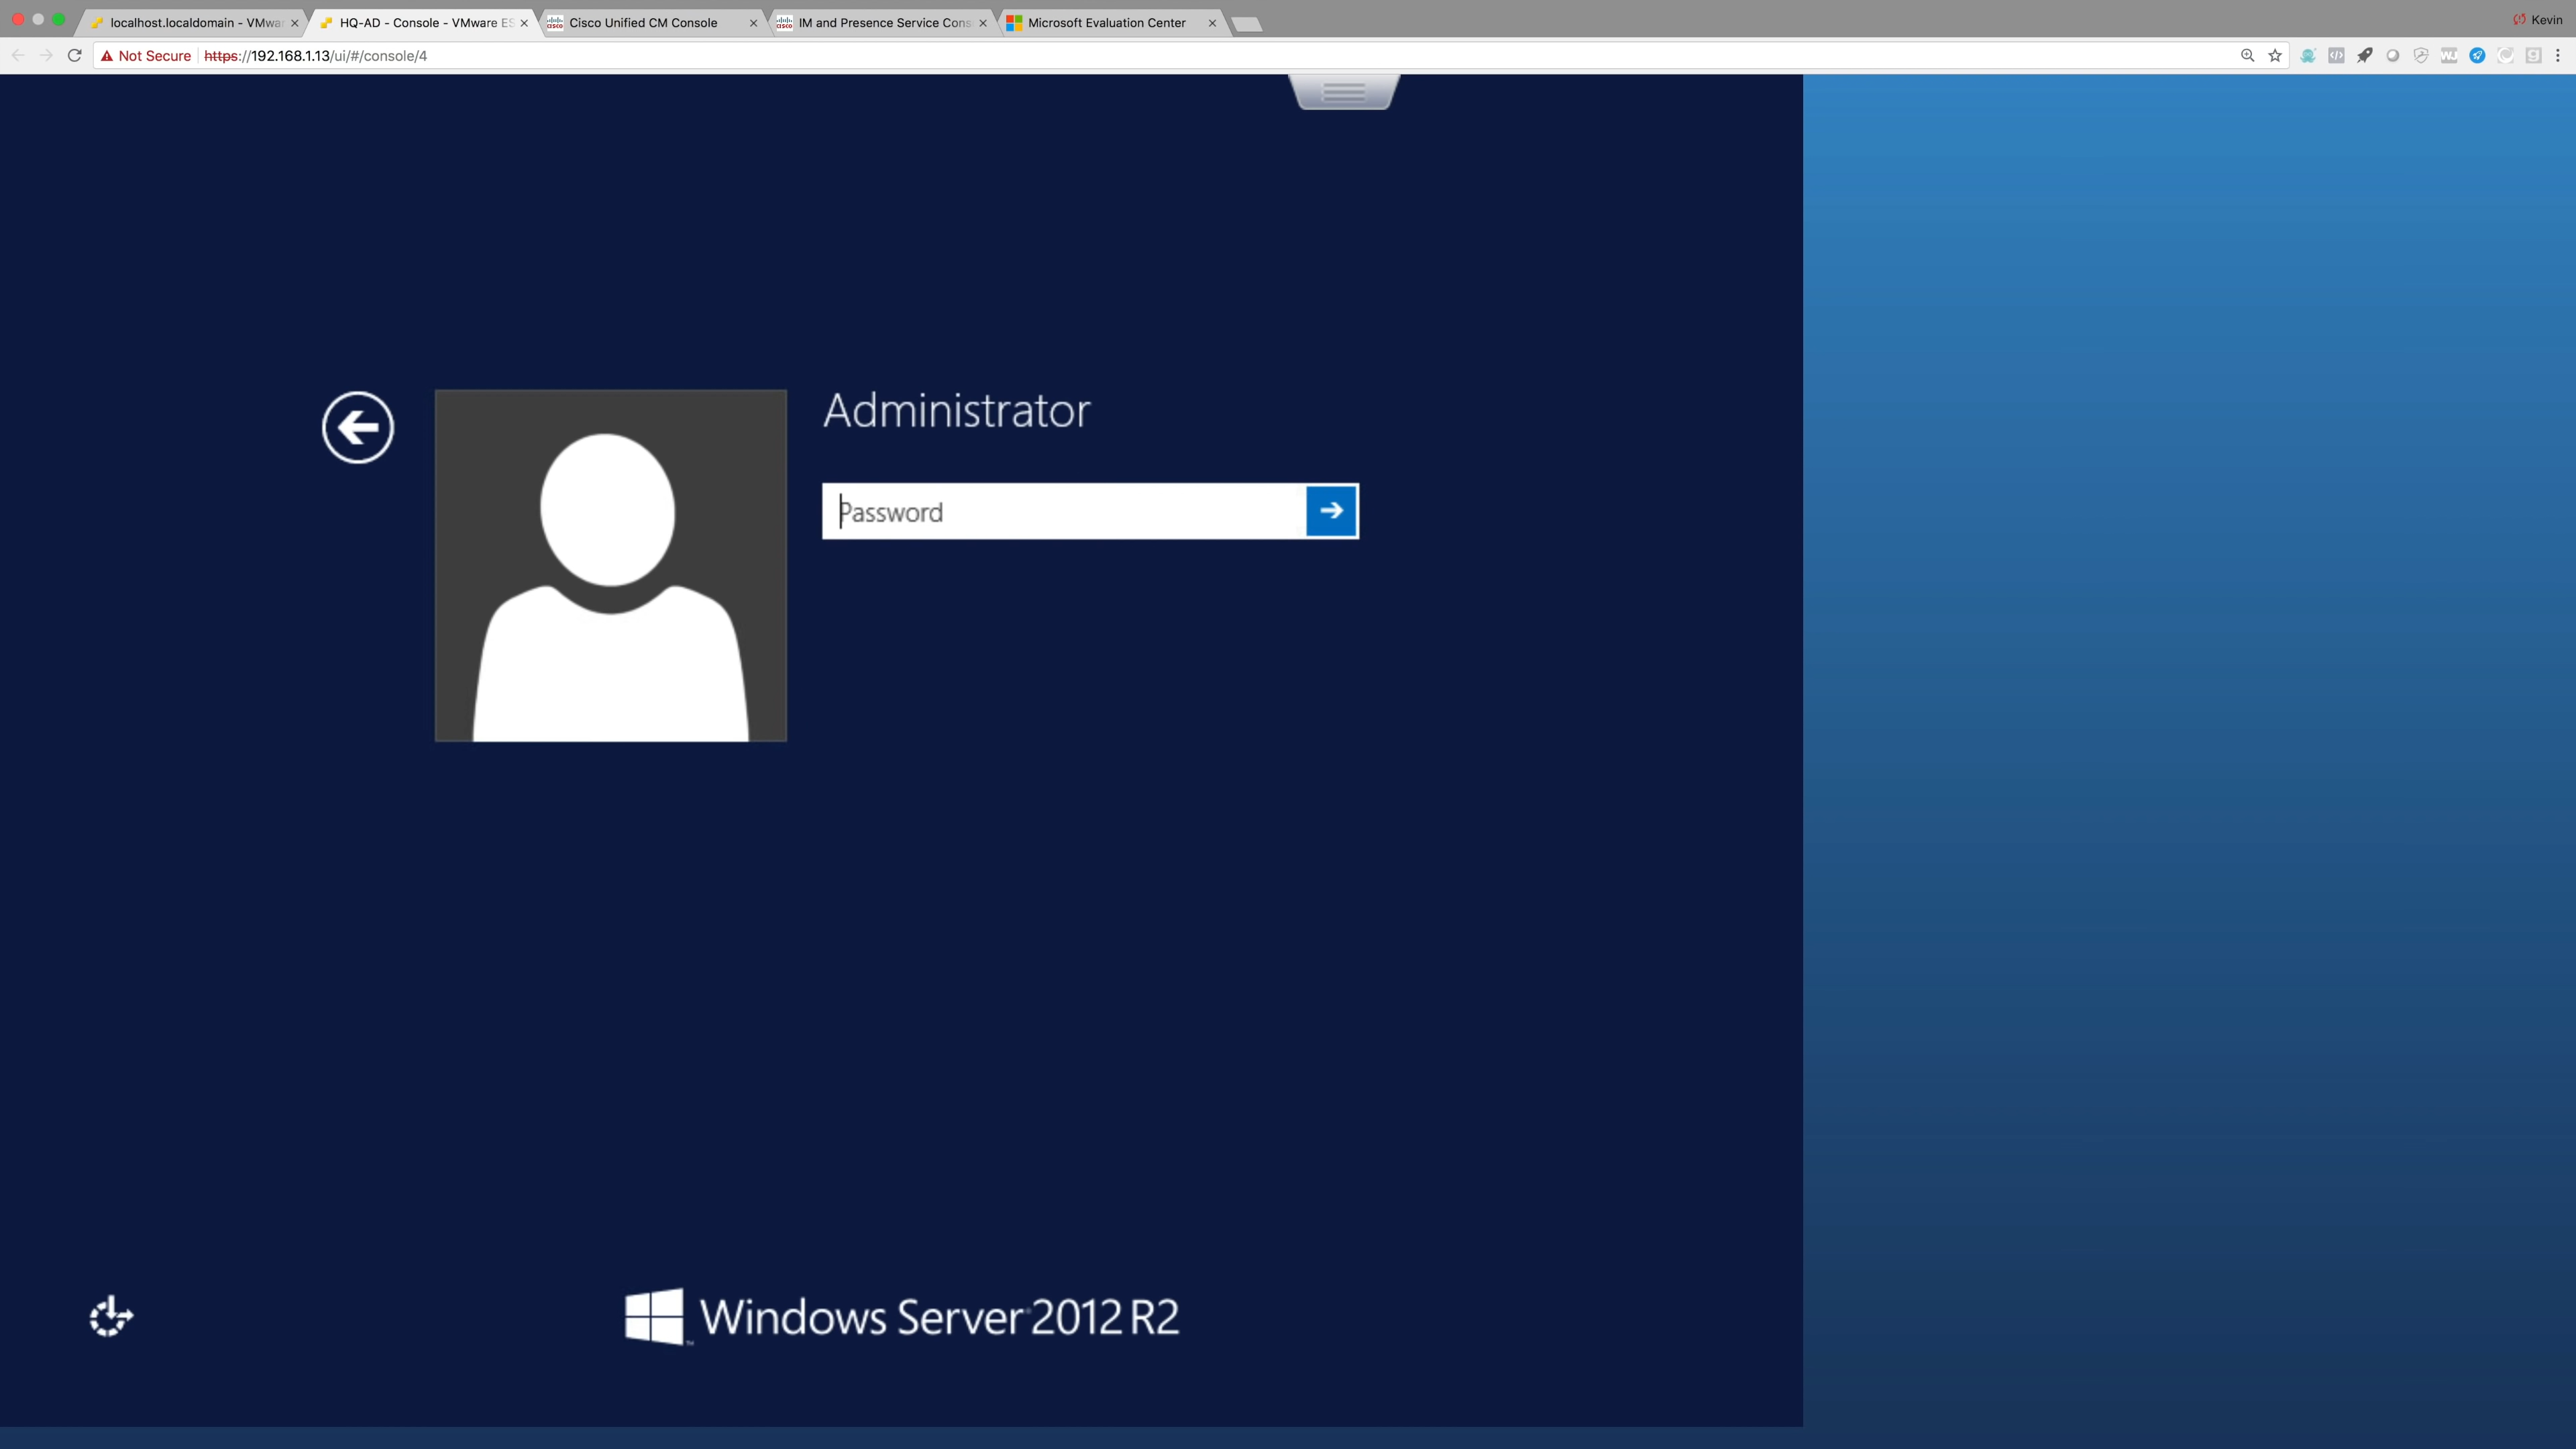 localhost.localdomain - VMwar
HQ-AD - Console - VMware ES
Cisco Unified CM Console
IM and Presence Service Cons
Microsoft Evaluation Center
Kevin
Not Secure
https://192.168.1.13/ui/#/console/4
Administrator
Password
Windows Server 2012 R2